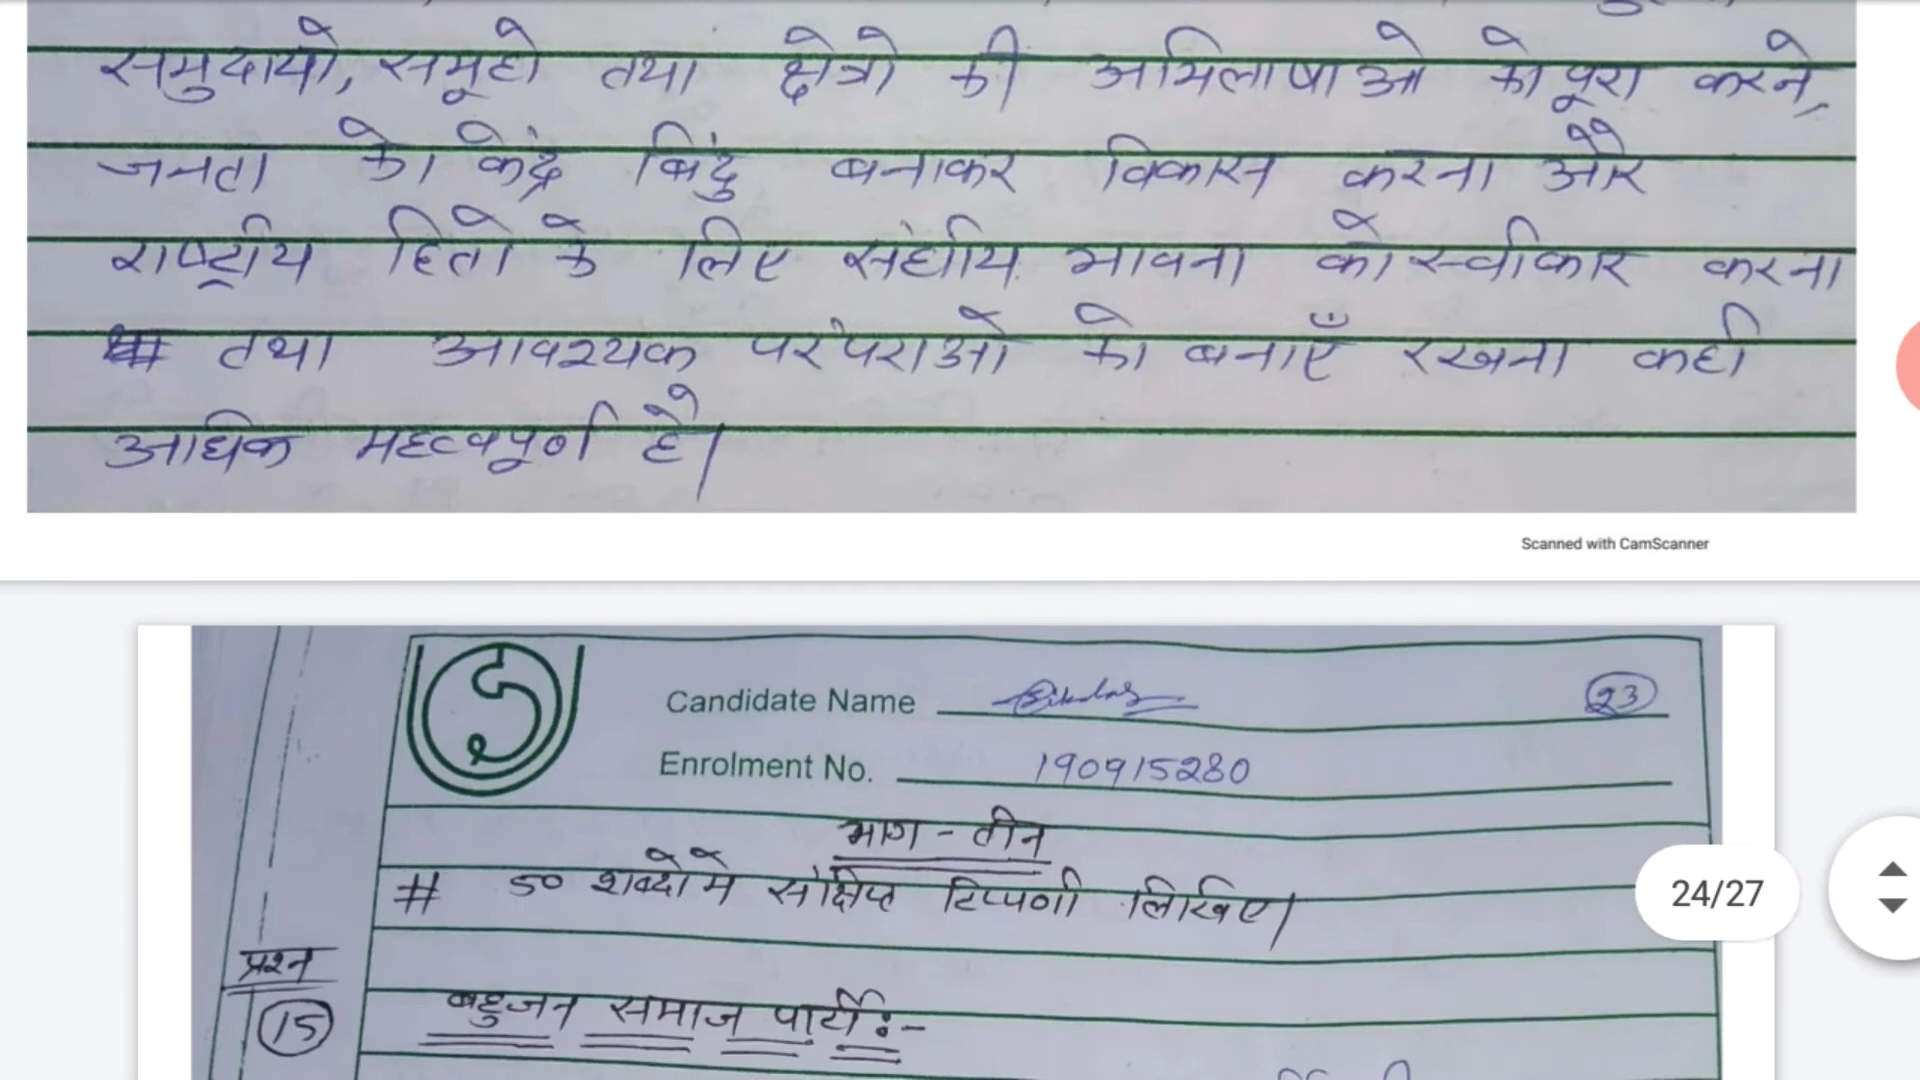 समुदायो, समूहो तथा क्षेत्रो की अभिलाषाओ को पूरा करने,
जनता को केंद्र बिंदु बनाकर विकास करना और
राष्ट्रीय हितो के लिए संघीय भावना को स्वीकार करना
तथा आवश्यक परंपराओ को बनाएँ रखना कहीं
अधिक महत्वपूर्ण है।
Scanned with CamScanner
Candidate Name 23
Enrolment No. 190915280
भाग - तीन
# 50 शब्दो मे संक्षिप्त टिप्पणी लिखिए।
24/27
प्रश्न
15 बहुजन समाज पार्टी :-